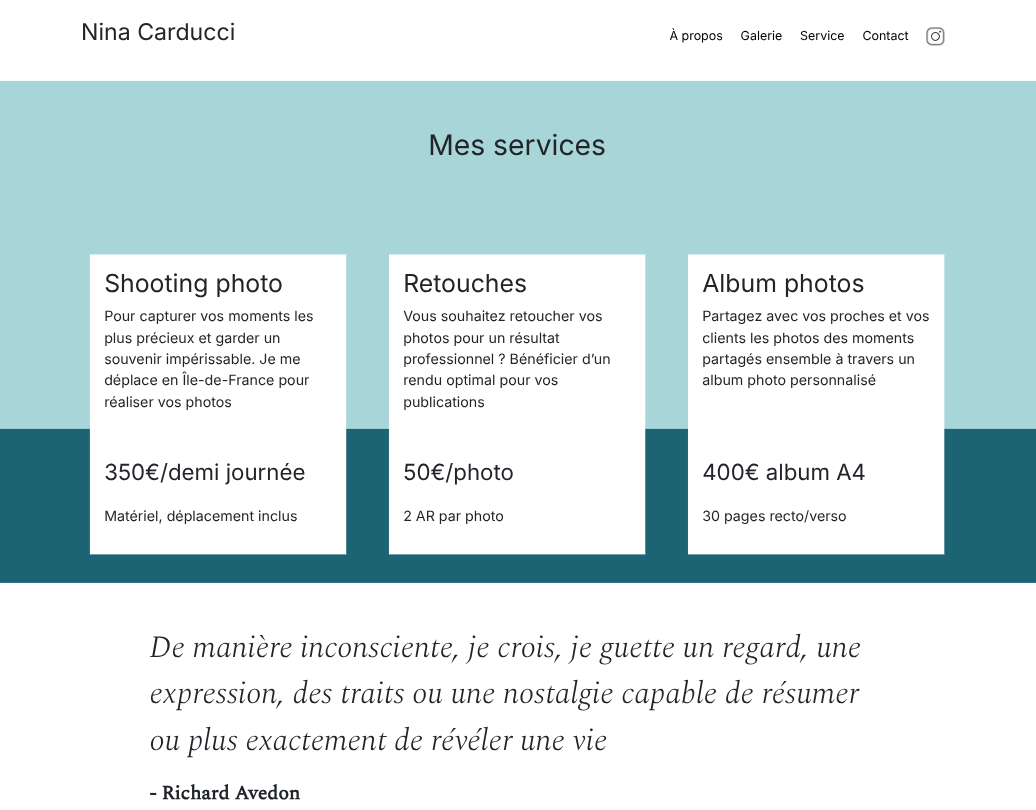 Nina Carducci
À propos Galerie Service Contact
Mes services
Shooting photo
Pour capturer vos moments les
plus précieux et garder un
souvenir impérissable. Je me
déplace en Île-de-France pour
réaliser vos photos
350€/demi journée
Matériel, déplacement inclus
Retouches
Vous souhaitez retoucher vos
photos pour un résultat
professionnel ? Bénéficier d’un
rendu optimal pour vos
publications
50€/photo
2 AR par photo
Album photos
Partagez avec vos proches et vos
clients les photos des moments
partagés ensemble à travers un
album photo personnalisé
400€ album A4
30 pages recto/verso
De manière inconsciente, je crois, je guette un regard, une
expression, des traits ou une nostalgie capable de résumer
ou plus exactement de révéler une vie
- Richard Avedon